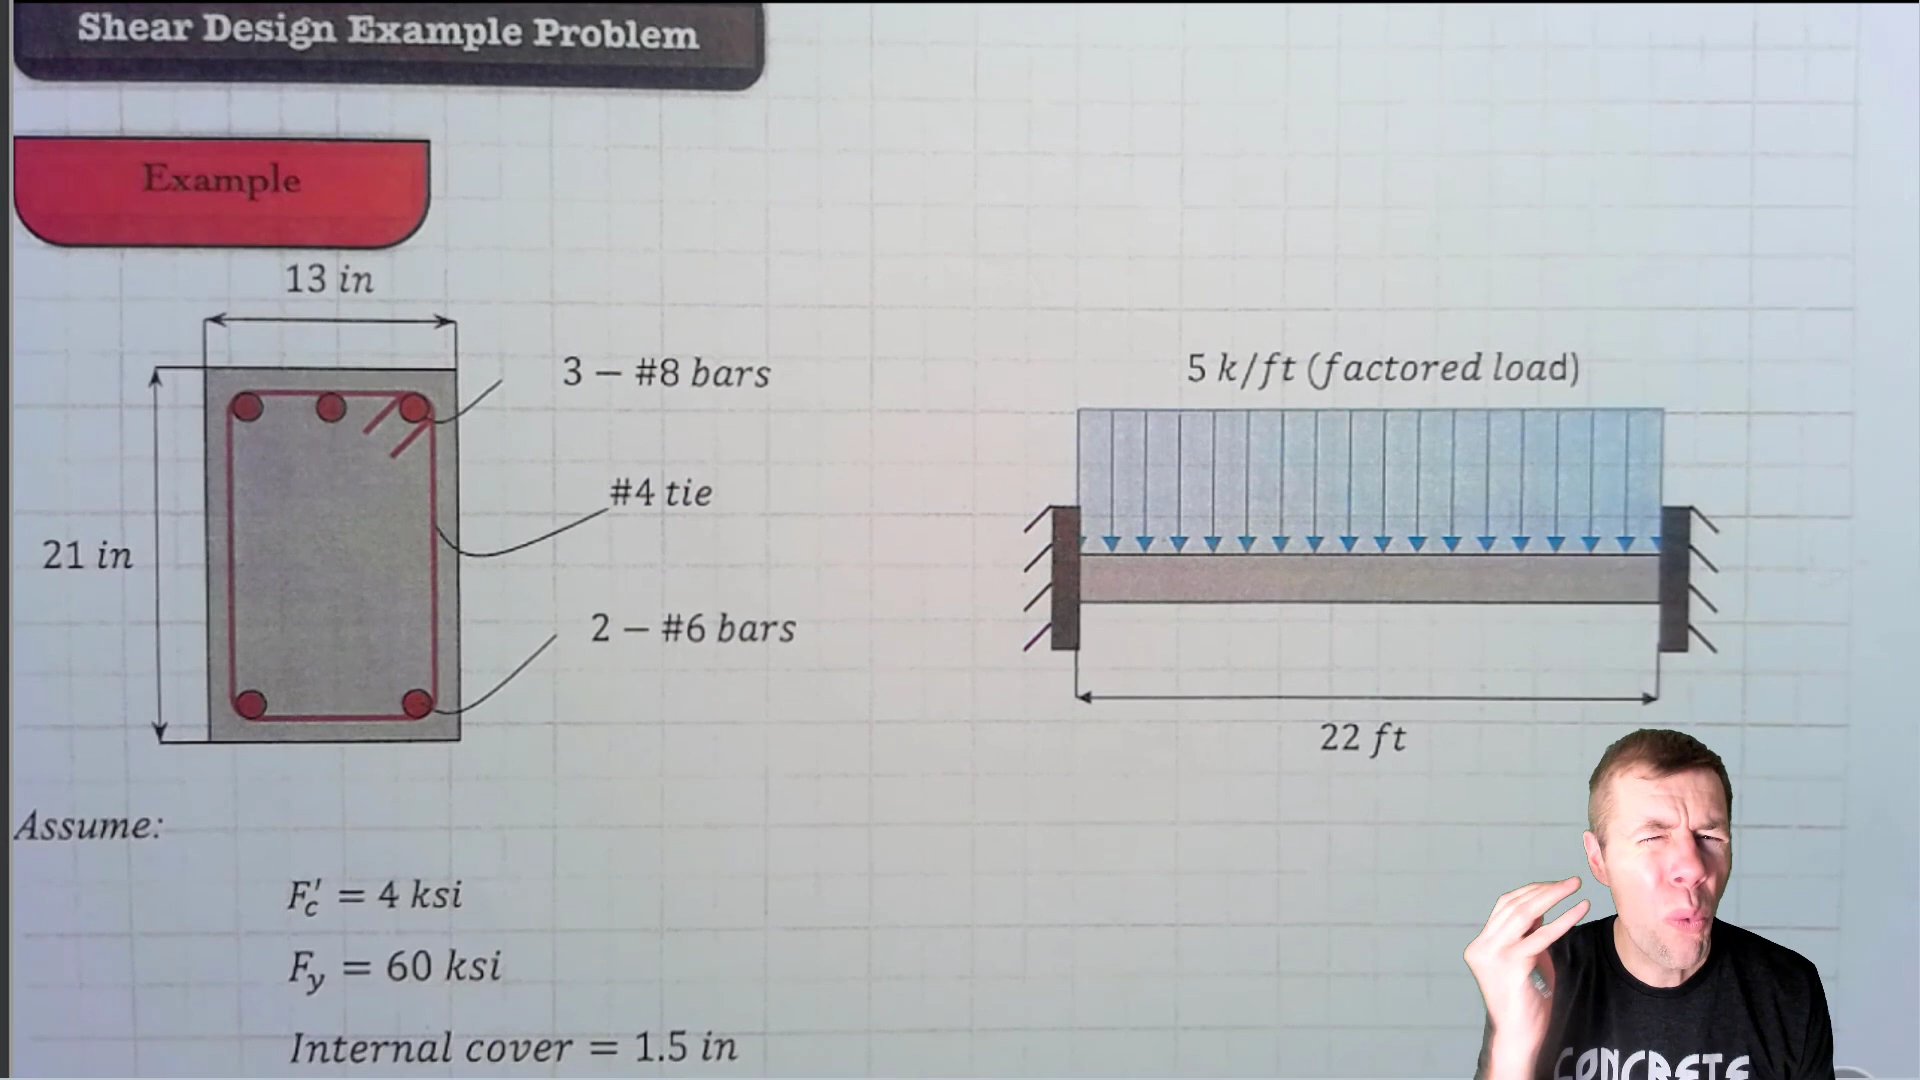 Shear Design Example Problem
Example
13 in
3 – #8 bars
5 k/ft (factored load)
#4 tie
21 in
2 – #6 bars
22 ft
Assume:
F'c = 4 ksi
Fy = 60 ksi
Internal cover = 1.5 in
CONCRETE